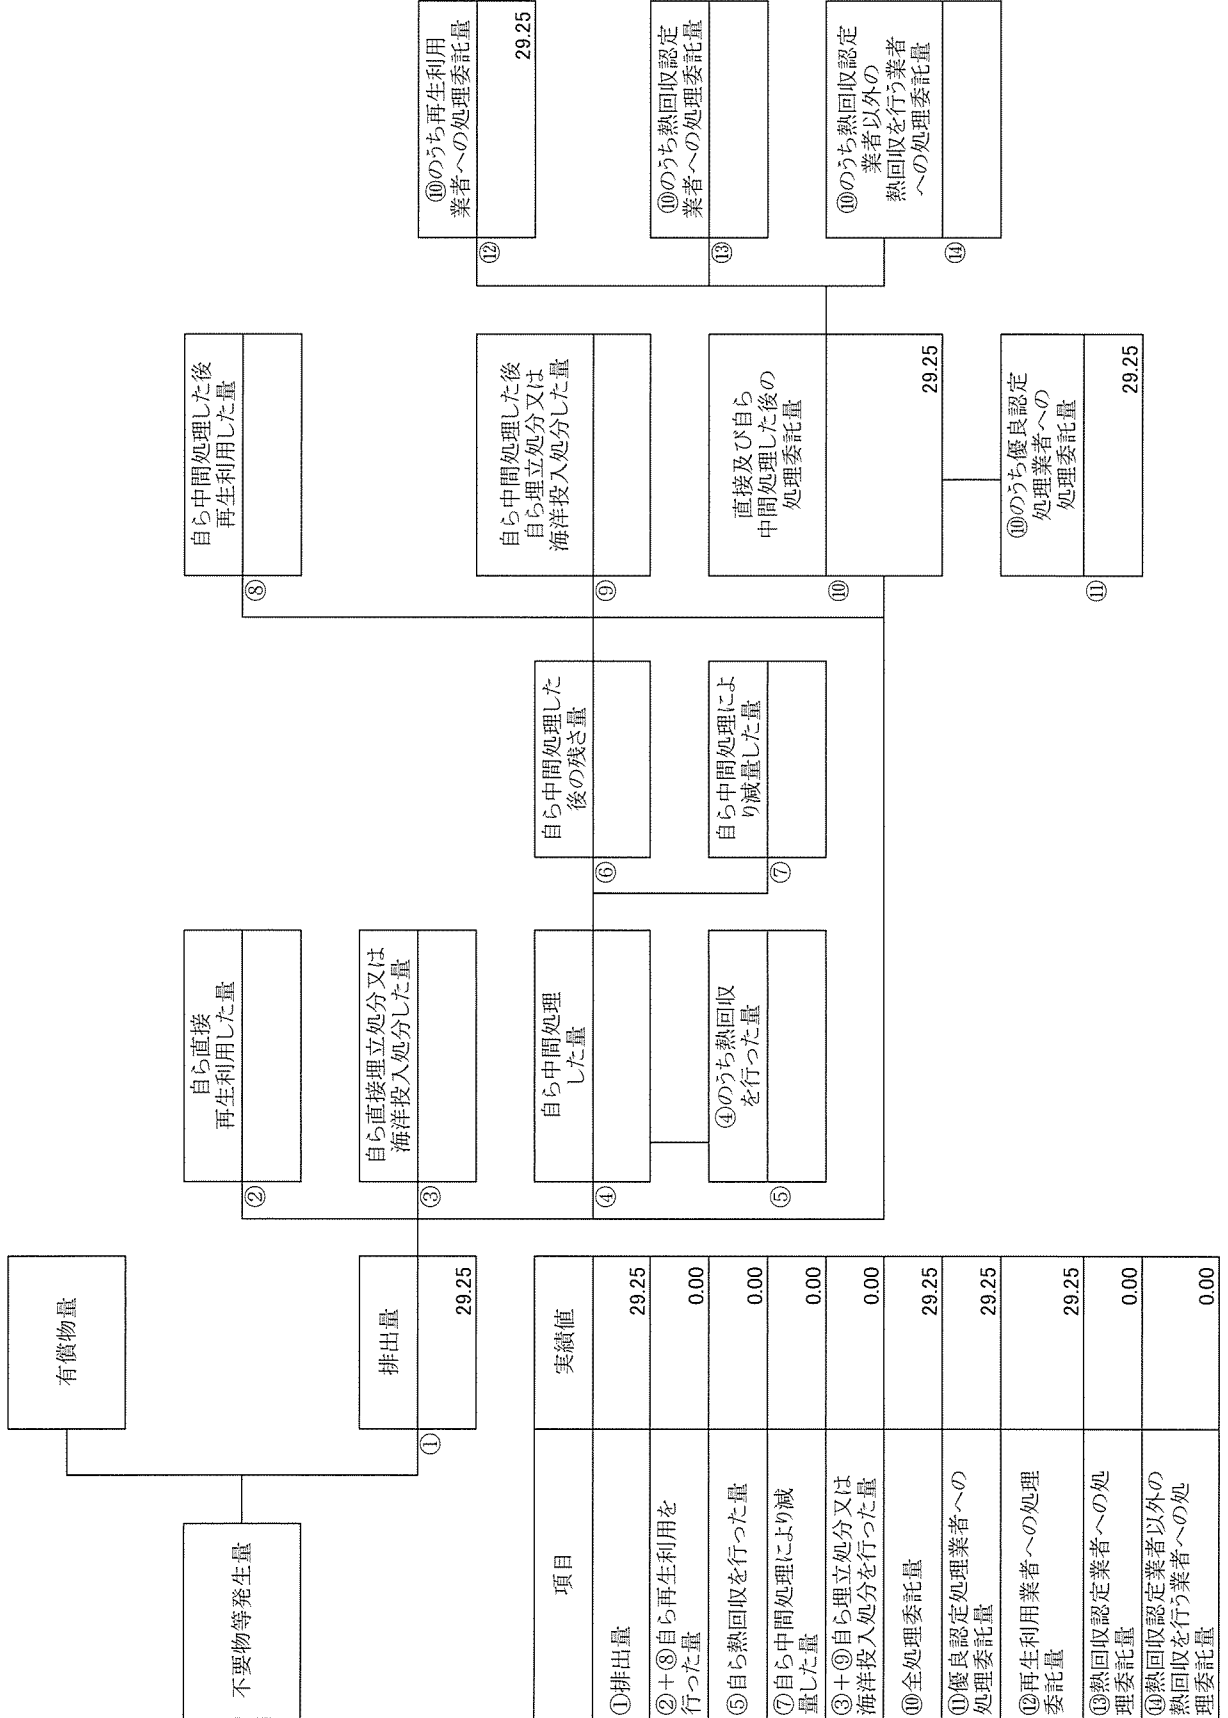 不要物等発生量
有償物量
①
排出量
29.25
②
自ら直接
再生利用した量
③
自ら直接埋立処分又は
海洋投入処分した量
④
自ら中間処理
した量
⑤
④のうち熱回収
を行った量
⑥
自ら中間処理した
後の残さ量
⑦
自ら中間処理によ
り減量した量
⑧
自ら中間処理した後
再生利用した量
⑨
自ら中間処理した後
自ら埋立処分又は
海洋投入処分した量
⑩
直接及び自ら
中間処理した後の
処理委託量
29.25
⑪
⑩のうち優良認定
処理業者への
処理委託量
29.25
⑫
⑩のうち再生利用
業者への処理委託量
29.25
⑬
⑩のうち熱回収認定
業者への処理委託量
⑭
⑩のうち熱回収認定
業者以外の
熱回収を行う業者
への処理委託量
項目 実績値
①排出量 29.25
②+⑧自ら再生利用を
行った量 0.00
⑤自ら熱回収を行った量 0.00
⑦自ら中間処理により減
量した量 0.00
③+⑨自ら埋立処分又は
海洋投入処分を行った量 0.00
⑩全処理委託量 29.25
⑪優良認定処理業者への
処理委託量 29.25
⑫再生利用業者への処理
委託量 29.25
⑬熱回収認定業者への処
理委託量 0.00
⑭熱回収認定業者以外の
熱回収を行う業者への処
理委託量 0.00